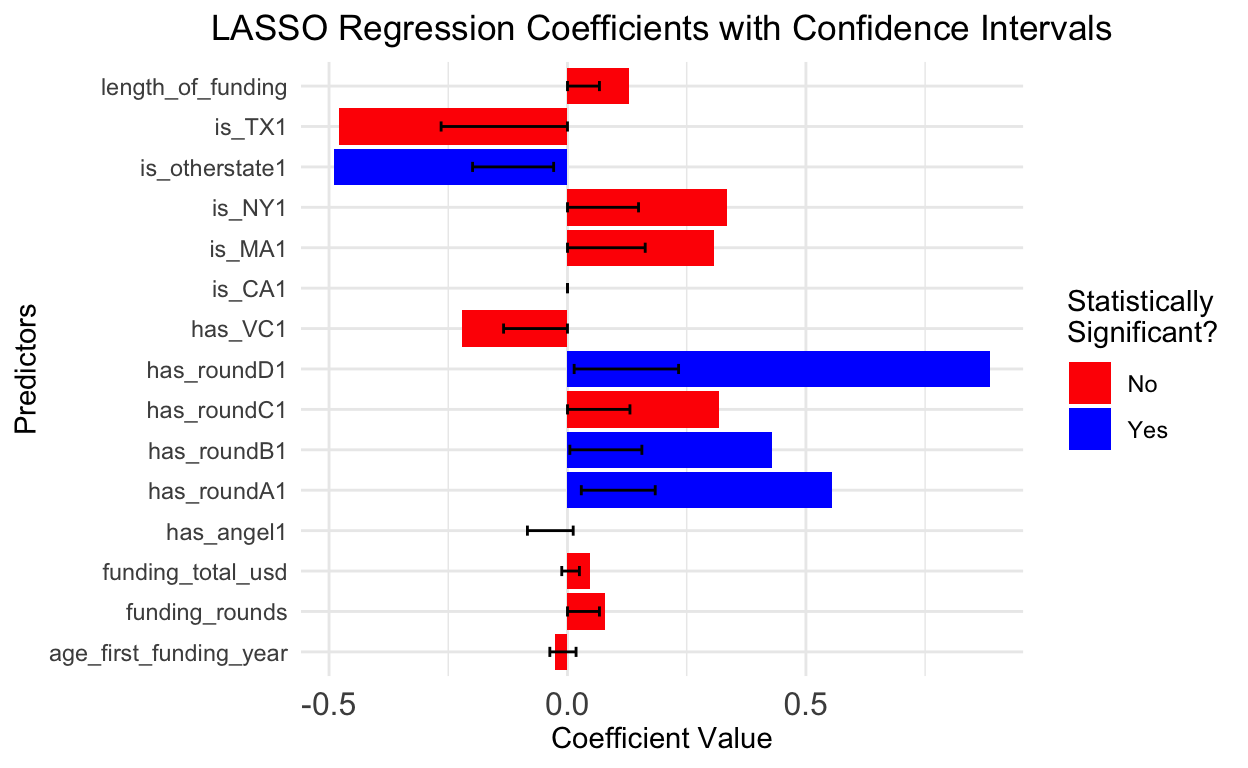 LASSO Regression Coefficients with Confidence Intervals
length_of_funding
is_TX1
is_otherstate1
is_NY1
is_MA1
is_CA1
has_VC1
has_roundD1
has_roundC1
has_roundB1
has_roundA1
has_angel1
funding_total_usd
funding_rounds
age_first_funding_year
Predictors
-0.5
0.0
0.5
Coefficient Value
Statistically
Significant?
No
Yes